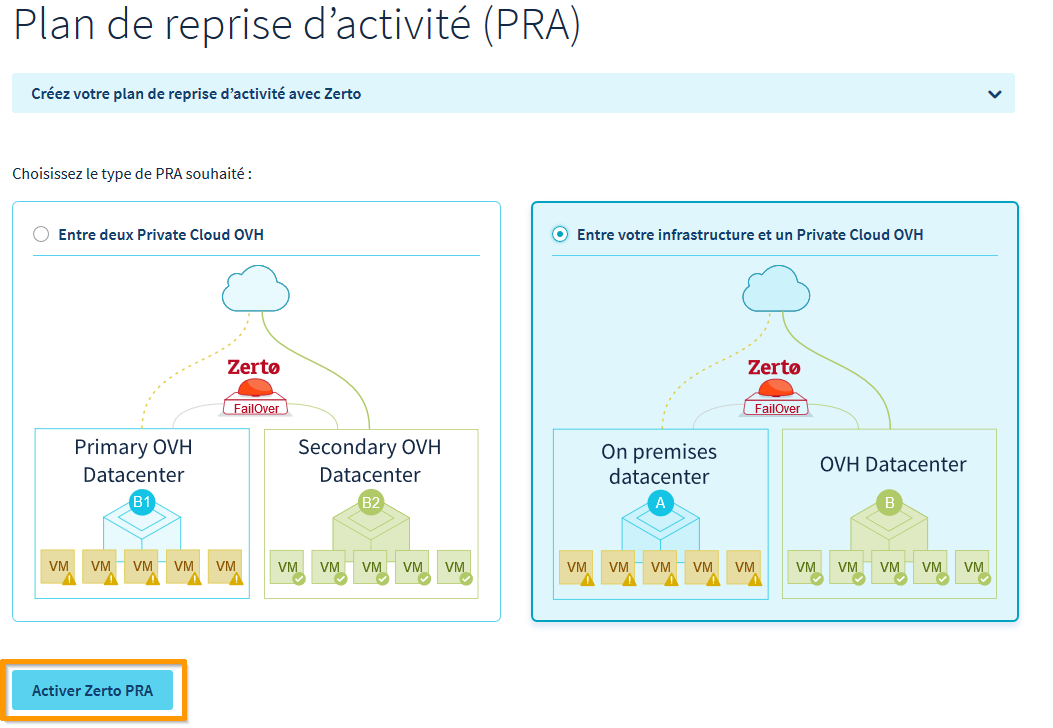 Plan de reprise d’activité (PRA)
Créez votre plan de reprise d’activité avec Zerto
Choisissez le type de PRA souhaité :
Entre deux Private Cloud OVH
Zerto
FailOver
Primary OVH
Datacenter
B1
VM VM VM VM VM
Secondary OVH
Datacenter
B2
VM VM VM VM VM
Entre votre infrastructure et un Private Cloud OVH
Zerto
FailOver
On premises
datacenter
A
VM VM VM VM VM
OVH Datacenter
B
VM VM VM VM VM
Activer Zerto PRA